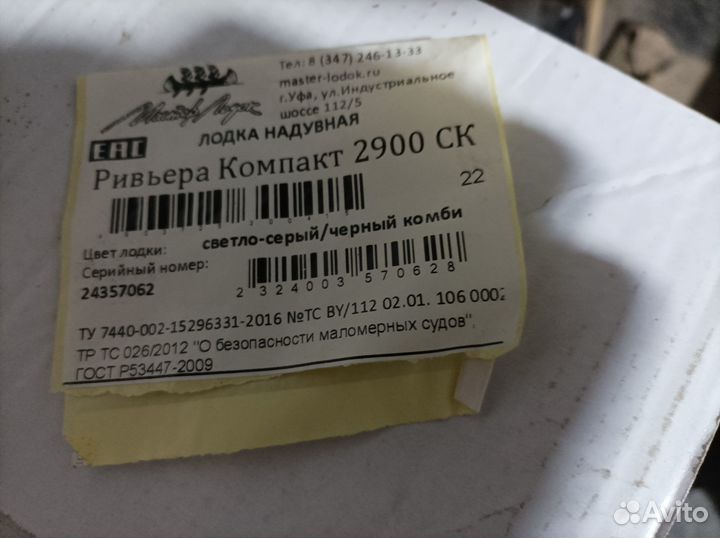 Тел: 8 (347) 246-13-33
master-lodok.ru
г.Уфа, ул.Индустриальное
шоссе 112/5
Мастер Лодок
ЛОДКА НАДУВНАЯ
EAC
Ривьера Компакт 2900 СК
22
Цвет лодки: светло-серый/черный комби
Серийный номер:
24357062
2 324003 570628
ТУ 7440-002-15296331-2016 №ТС BY/112 02.01. 106 0002
ТР ТС 026/2012 "О безопасности маломерных судов",
ГОСТ Р53447-2009
Avito